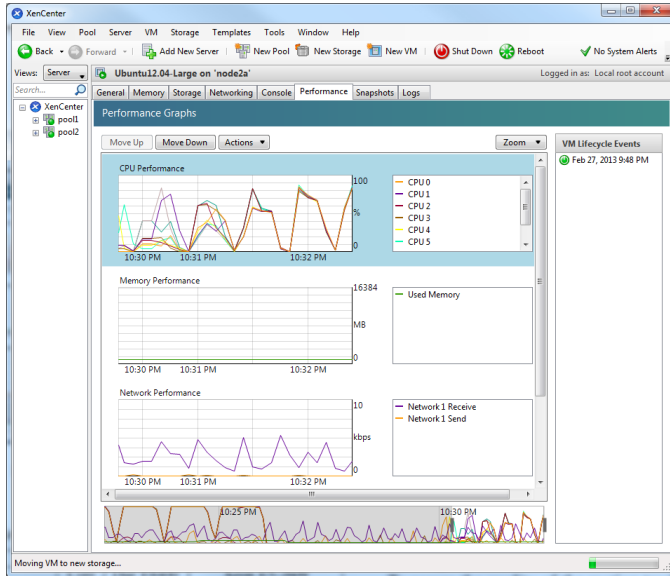 XenCenter
File View Pool Server VM Storage Templates Tools Window Help
Back Forward Add New Server New Pool New Storage New VM Shut Down Reboot No System Alerts
Views: Server Ubuntu12.04-Large on 'node2a' Logged in as: Local root account
Search...
General Memory Storage Networking Console Performance Snapshots Logs
XenCenter
pool1
pool2
Performance Graphs
Move Up Move Down Actions Zoom
VM Lifecycle Events
Feb 27, 2013 9:48 PM
CPU Performance
100
%
0
10:30 PM 10:31 PM 10:32 PM
CPU 0
CPU 1
CPU 2
CPU 3
CPU 4
CPU 5
Memory Performance
16384
MB
0
10:30 PM 10:31 PM 10:32 PM
Used Memory
Network Performance
10
kbps
0
10:30 PM 10:31 PM 10:32 PM
Network 1 Receive
Network 1 Send
10:25 PM 10:30 PM
Moving VM to new storage...